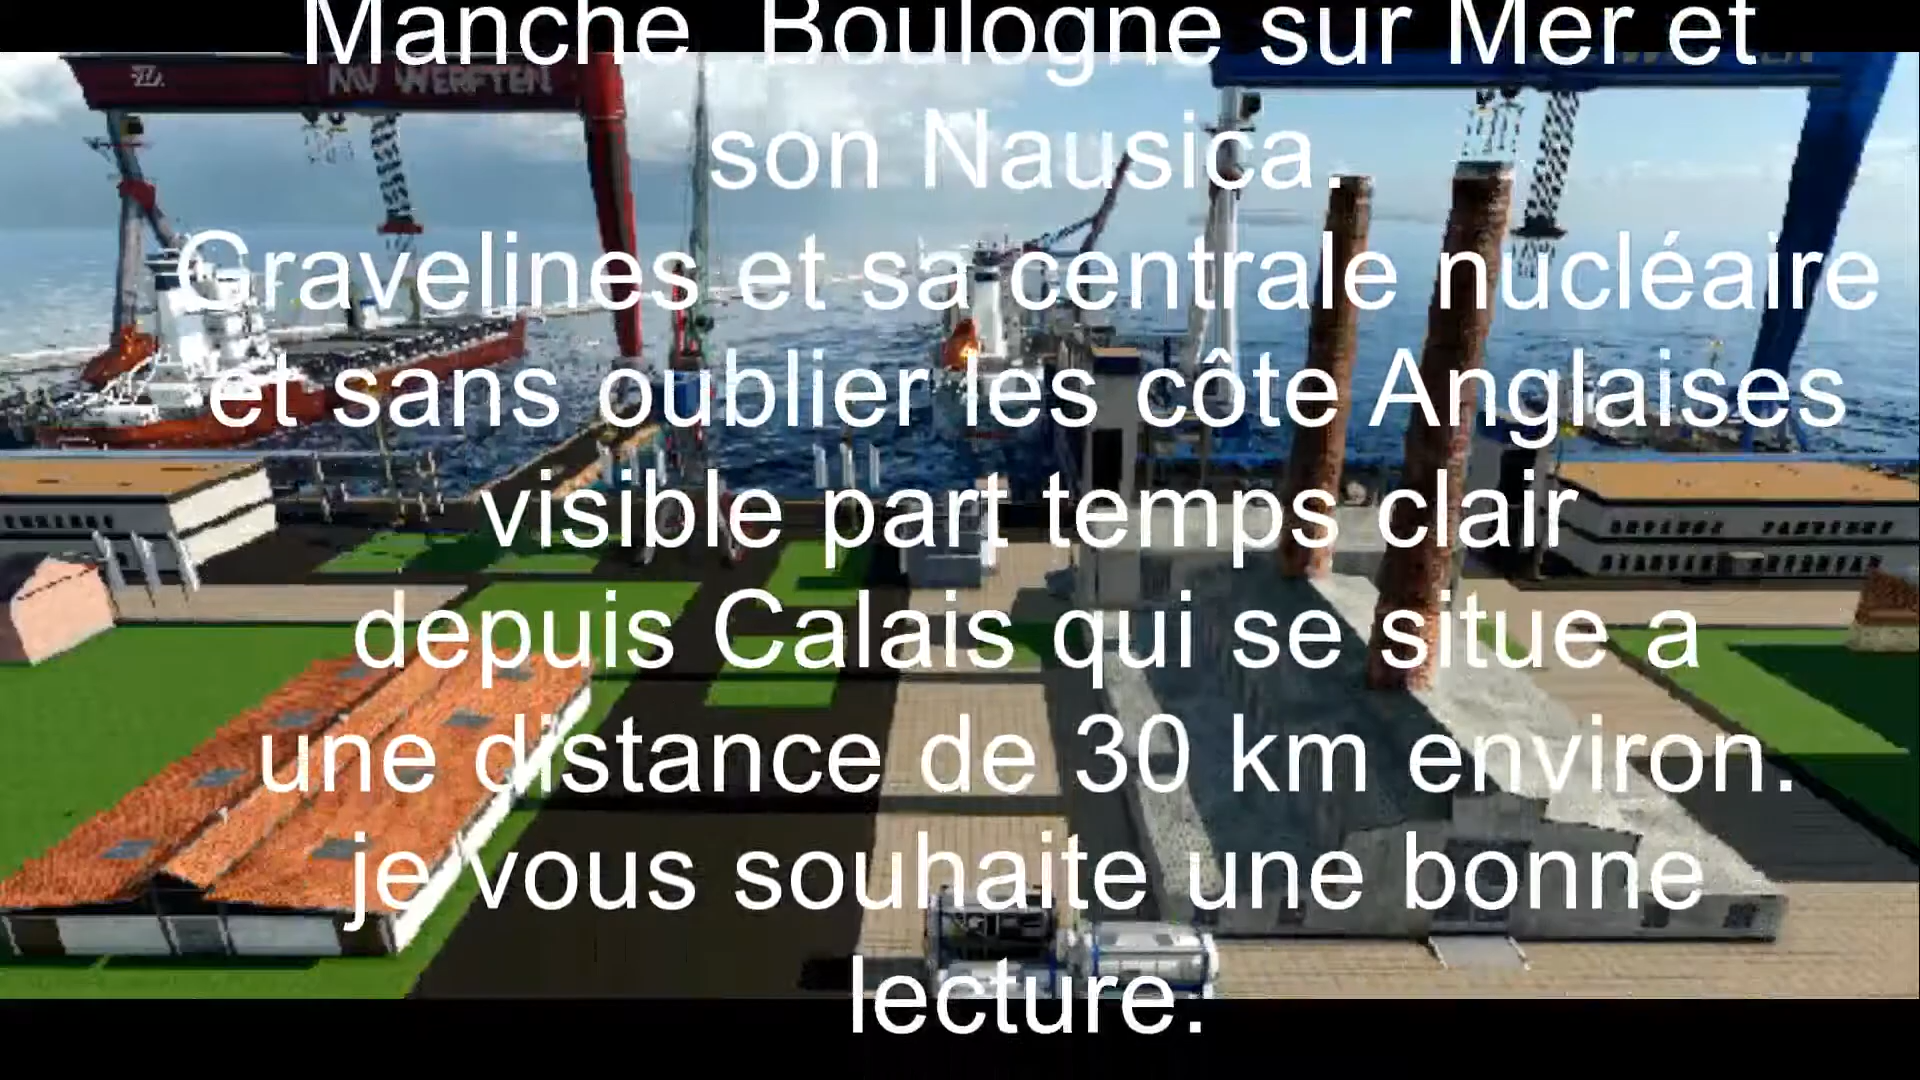 Manche Boulogne sur Mer et
son Nausica.
Gravelines et sa centrale nucléaire
et sans oublier les côte Anglaises
visible part temps clair
depuis Calais qui se situe a
une distance de 30 km environ.
je vous souhaite une bonne
lecture.
MV WERFTEN